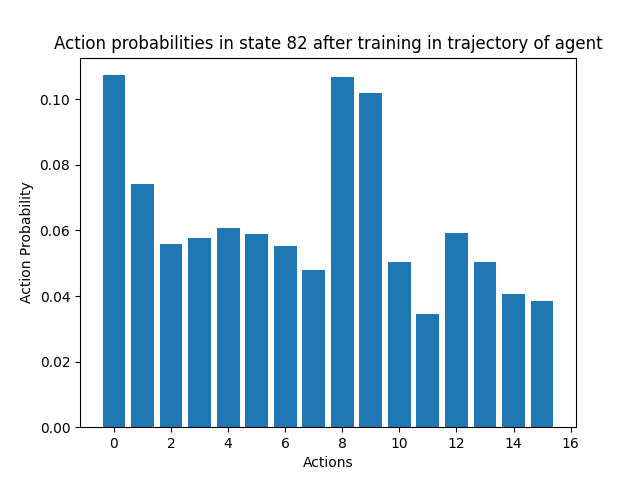 Action probabilities in state 82 after training in trajectory of agent
0.10
0.08
0.06
0.04
0.02
0.00
Action Probability
0 2 4 6 8 10 12 14 16
Actions